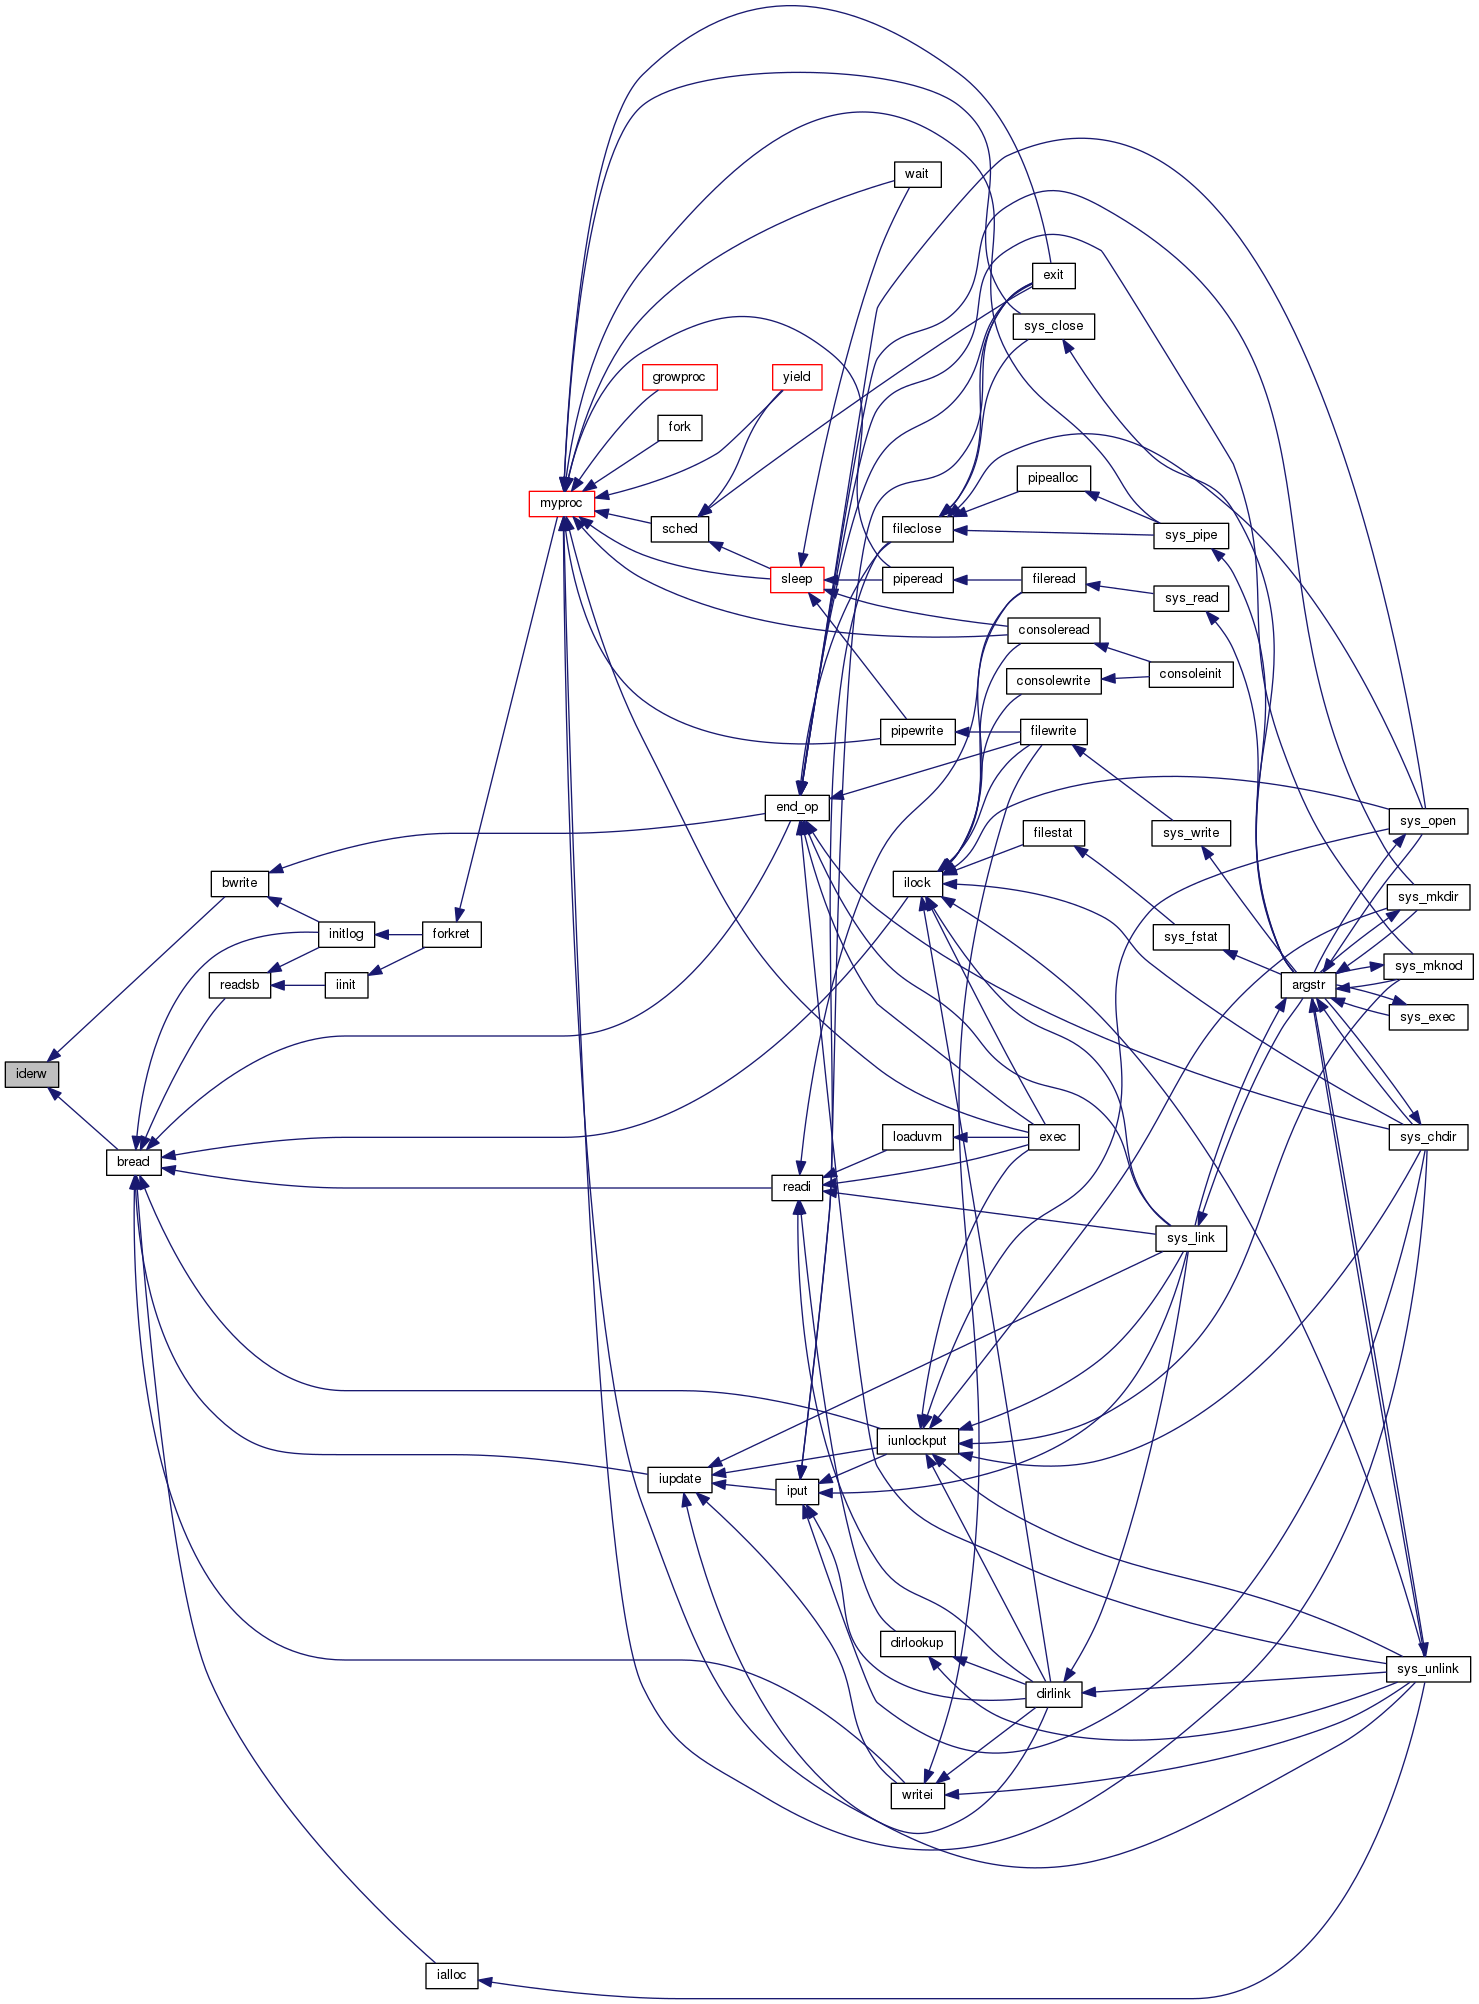 wait
exit
sys_close
growproc
yield
fork
pipealloc
myproc
sched
fileclose
sys_pipe
sleep
piperead
fileread
sys_read
consoleread
consolewrite
consoleinit
pipewrite
filewrite
end_op
sys_open
filestat
sys_write
bwrite
ilock
sys_mkdir
initlog
forkret
sys_fstat
sys_mknod
readsb
iinit
argstr
sys_exec
iderw
loaduvm
exec
sys_chdir
bread
readi
sys_link
iunlockput
iupdate
iput
dirlookup
sys_unlink
dirlink
writei
ialloc